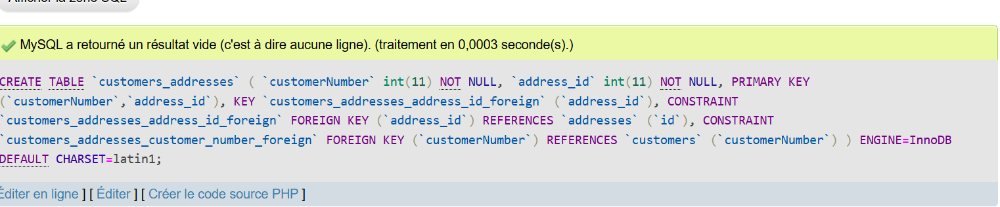 Afficher la zone SQL
MySQL a retourné un résultat vide (c'est à dire aucune ligne). (traitement en 0,0003 seconde(s).)
CREATE TABLE `customers_addresses` ( `customerNumber` int(11) NOT NULL, `address_id` int(11) NOT NULL, PRIMARY KEY
(`customerNumber`,`address_id`), KEY `customers_addresses_address_id_foreign` (`address_id`), CONSTRAINT
`customers_addresses_address_id_foreign` FOREIGN KEY (`address_id`) REFERENCES `addresses` (`id`), CONSTRAINT
`customers_addresses_customer_number_foreign` FOREIGN KEY (`customerNumber`) REFERENCES `customers` (`customerNumber`) ) ENGINE=InnoDB
DEFAULT CHARSET=latin1;
Éditer en ligne ] [ Éditer ] [ Créer le code source PHP ]